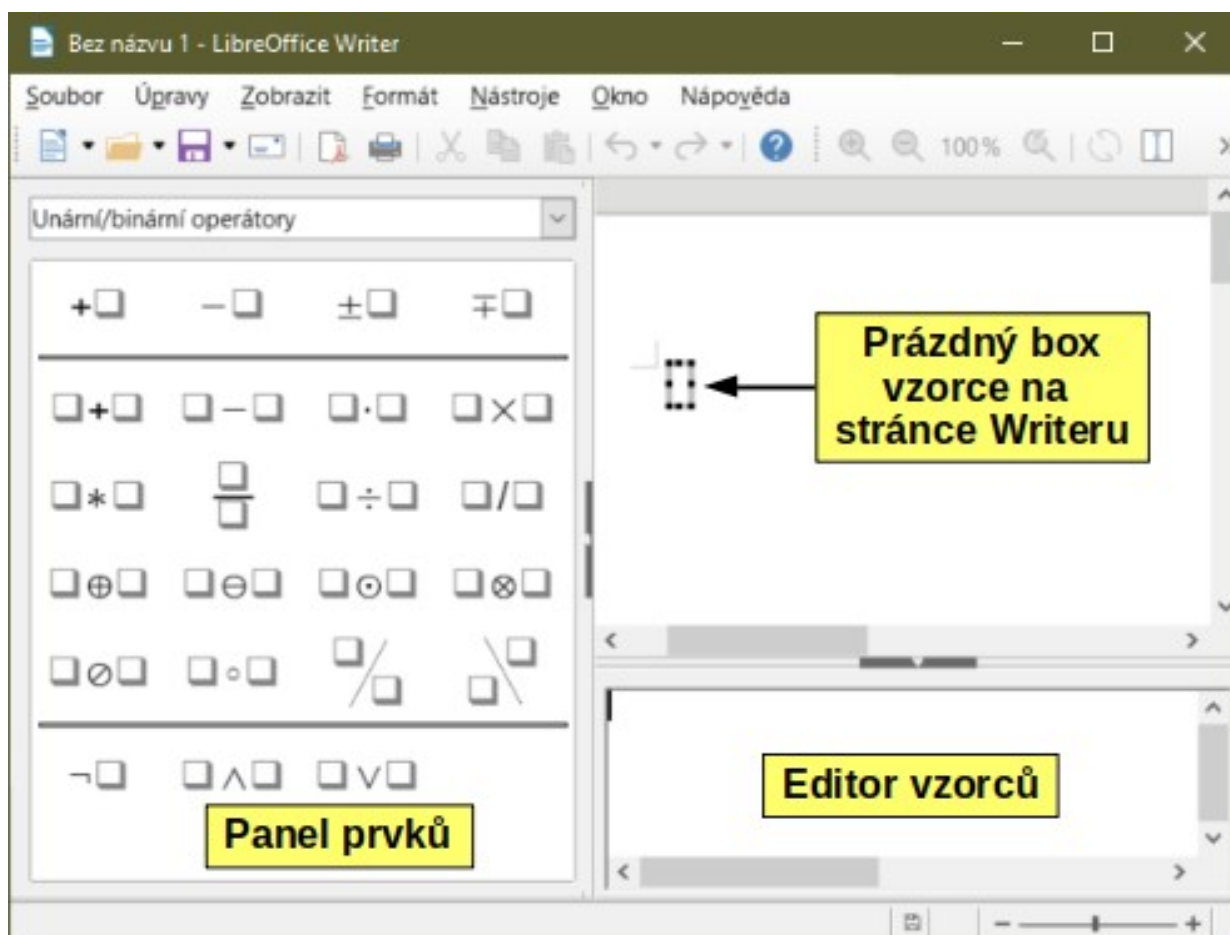 Bez názvu 1 - LibreOffice Writer
Soubor Úpravy Zobrazit Formát Nástroje Okno Nápověda
100%
Unární/binární operátory
+□ −□ ±□ ∓□
□+□ □−□ □·□ □×□
□∗□ □/□ □÷□ □/□
□⊕□ □⊖□ □⊙□ □⊗□
□⊘□ □∘□ □/□ □\□
¬□ □∧□ □∨□
Panel prvků
Prázdný box
vzorce na
stránce Writeru
Editor vzorců